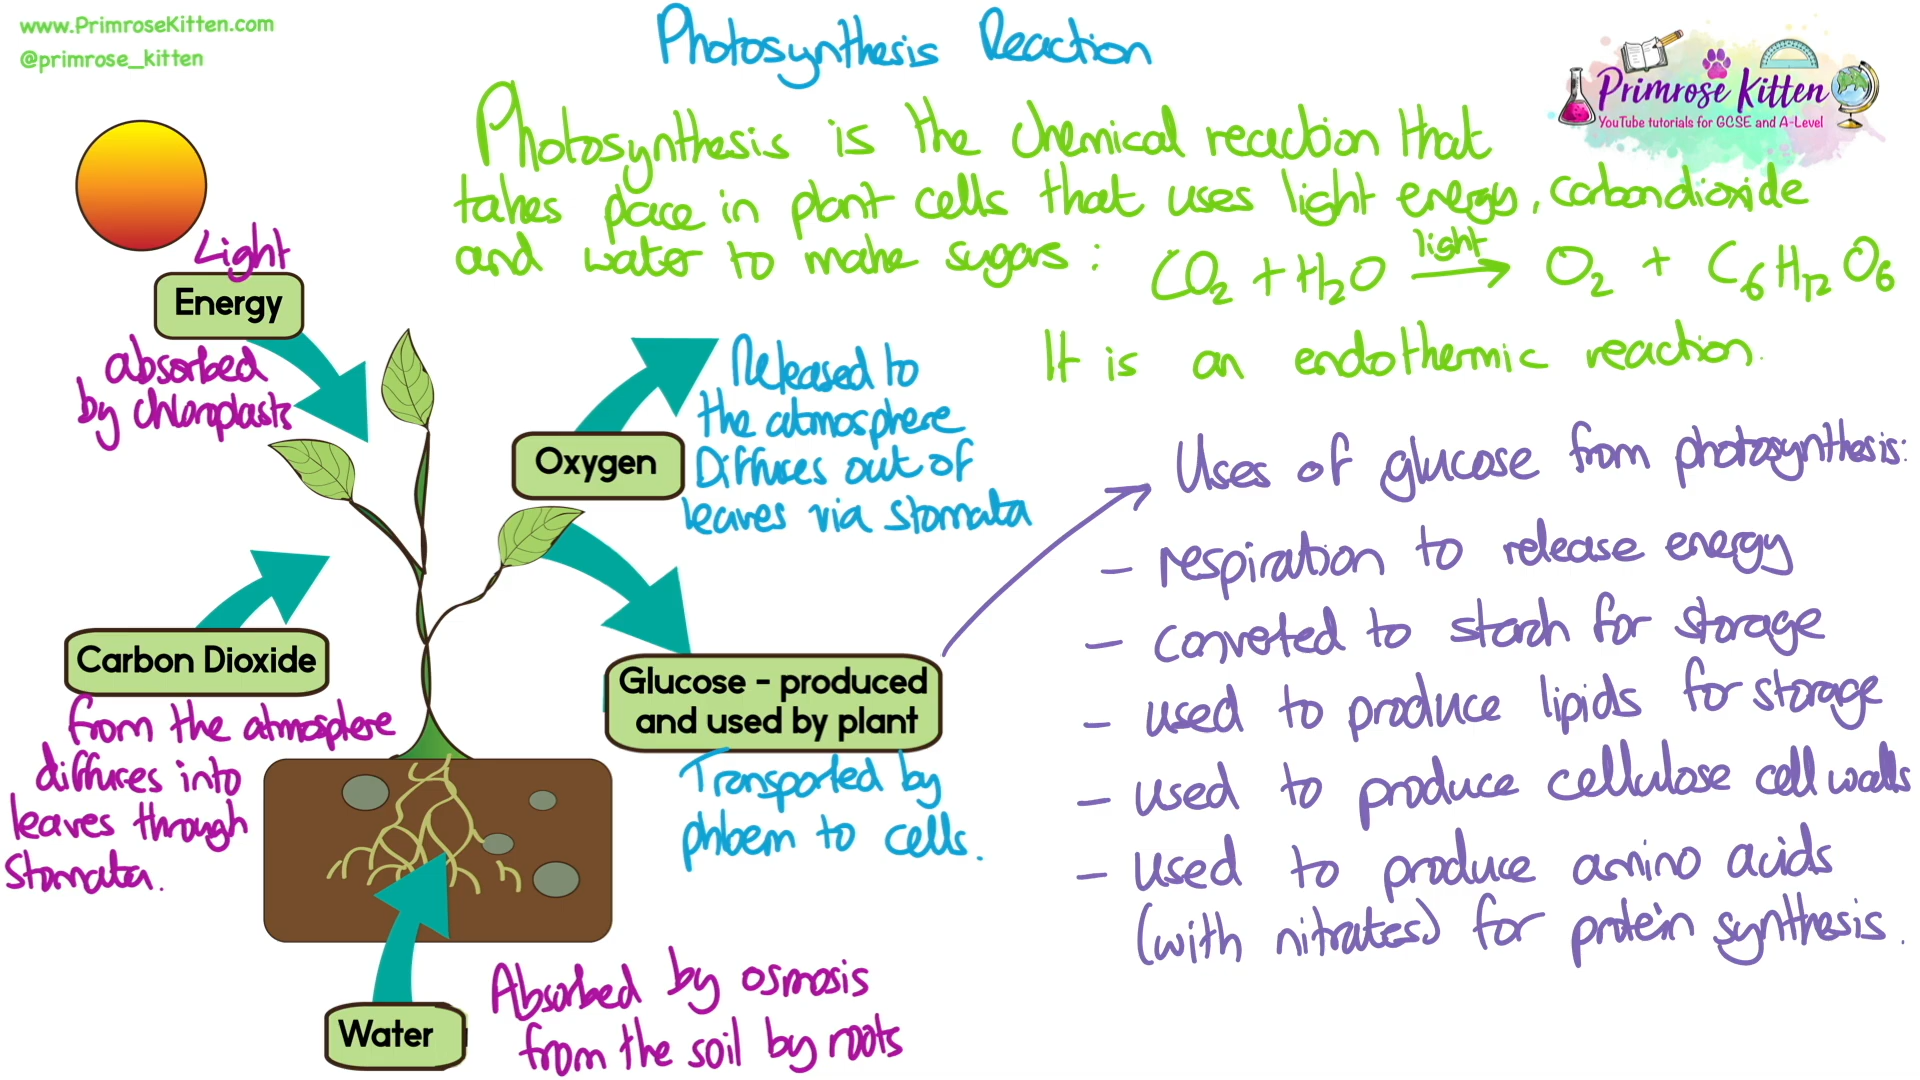 www.PrimroseKitten.com
@primrose_kitten
Photosynthesis Reaction
Primrose Kitten
YouTube tutorials for GCSE and A-Level
Photosynthesis is the chemical reaction that
takes place in plant cells that uses light energy, carbon dioxide
and water to make sugars:
CO₂ + H₂O light → O₂ + C₆H₁₂O₆
It is an endothermic reaction.
Light
Energy
absorbed
by chloroplasts
Oxygen
Released to
the atmosphere
Diffuses out of
leaves via stomata
Carbon Dioxide
from the atmosphere
diffuses into
leaves through
stomata.
Glucose - produced
and used by plant
Transported by
phloem to cells.
Water
Absorbed by osmosis
from the soil by roots
Uses of glucose from photosynthesis:
- respiration to release energy
- converted to starch for storage
- used to produce lipids for storage
- used to produce cellulose cell walls
- used to produce amino acids
(with nitrates) for protein synthesis.